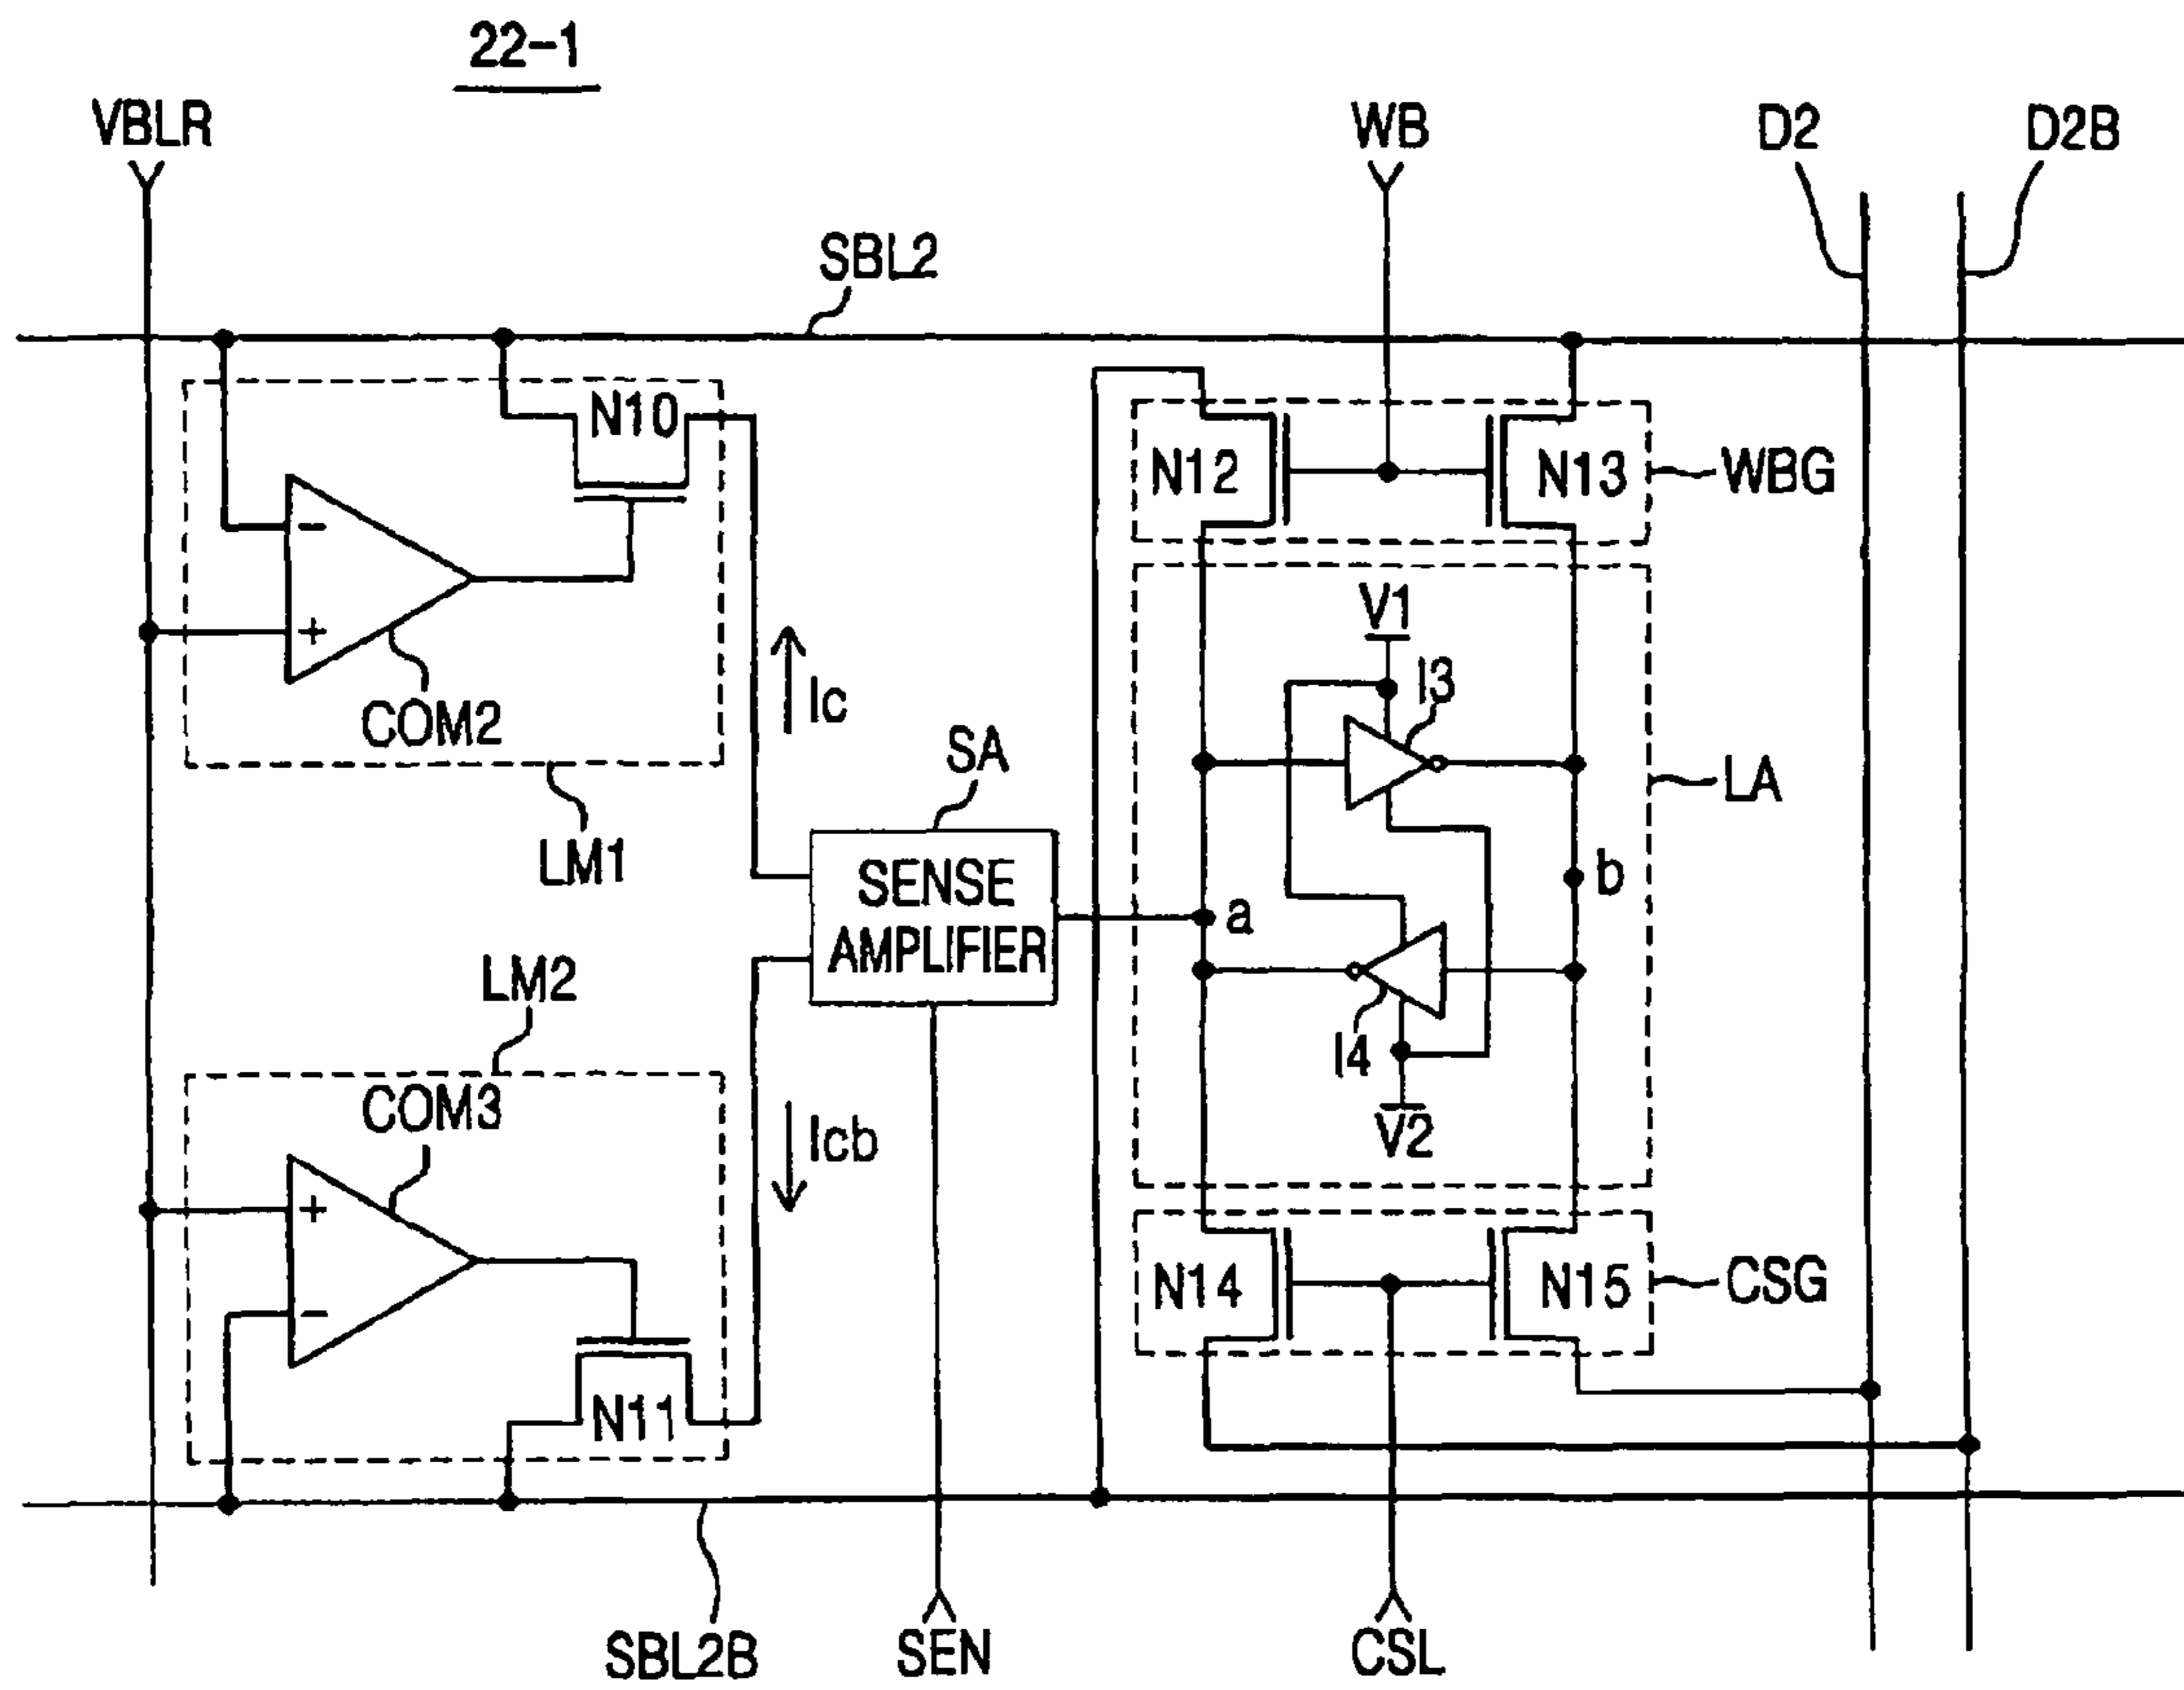 22-1
VBLR
WB
D2
D2B
SBL2
N10
N12
N13
WBG
−
+
V1
I3
COM2
Ic
SA
LA
LM1
SENSE
AMPLIFIER
b
a
LM2
I4
COM3
Icb
V2
+
−
N14
N15
CSG
N11
SBL2B
SEN
CSL